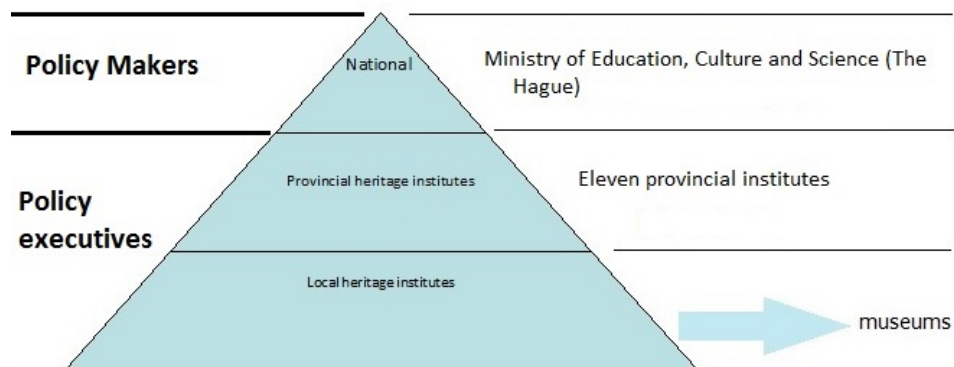 Policy Makers
National
Ministry of Education, Culture and Science (The
Hague)
Policy
executives
Provincial heritage institutes
Eleven provincial institutes
Local heritage institutes
museums